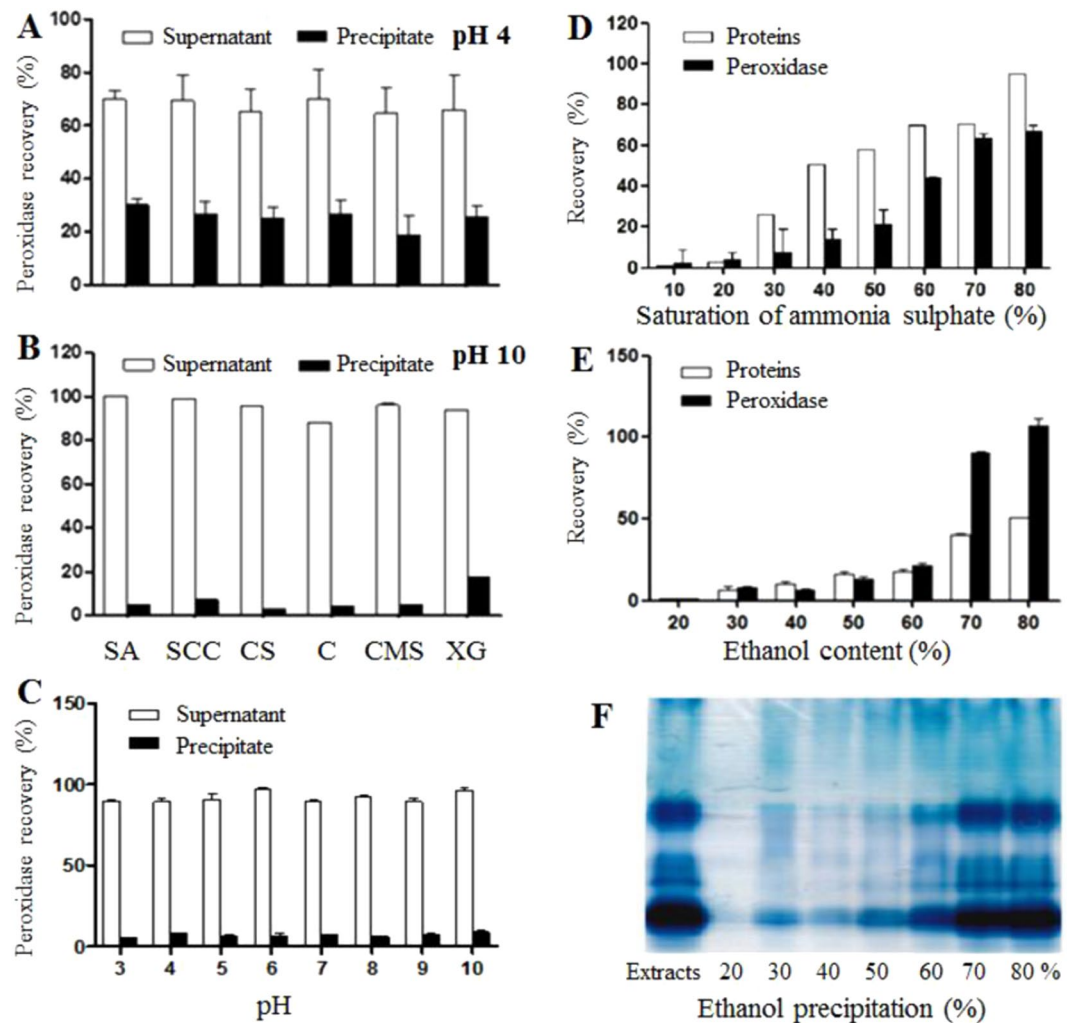 A
Supernatant Precipitate pH 4
Peroxidase recovery (%)
100
80
60
40
20
0
B
Supernatant Precipitate pH 10
Peroxidase recovery (%)
120
100
80
60
40
20
0
SA SCC CS C CMS XG
C
Supernatant
Precipitate
Peroxidase recovery (%)
150
100
50
0
3 4 5 6 7 8 9 10
pH
D
Proteins
Peroxidase
Recovery (%)
120
100
80
60
40
20
0
10 20 30 40 50 60 70 80
Saturation of ammonia sulphate (%)
E
Proteins
Peroxidase
Recovery (%)
150
100
50
0
20 30 40 50 60 70 80
Ethanol content (%)
F
Extracts 20 30 40 50 60 70 80 %
Ethanol precipitation (%)